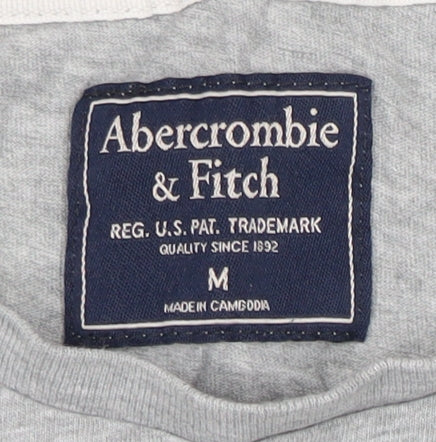 Abercrombie
& Fitch
REG. U.S. PAT. TRADEMARK
QUALITY SINCE 1892
M
MADE IN CAMBODIA